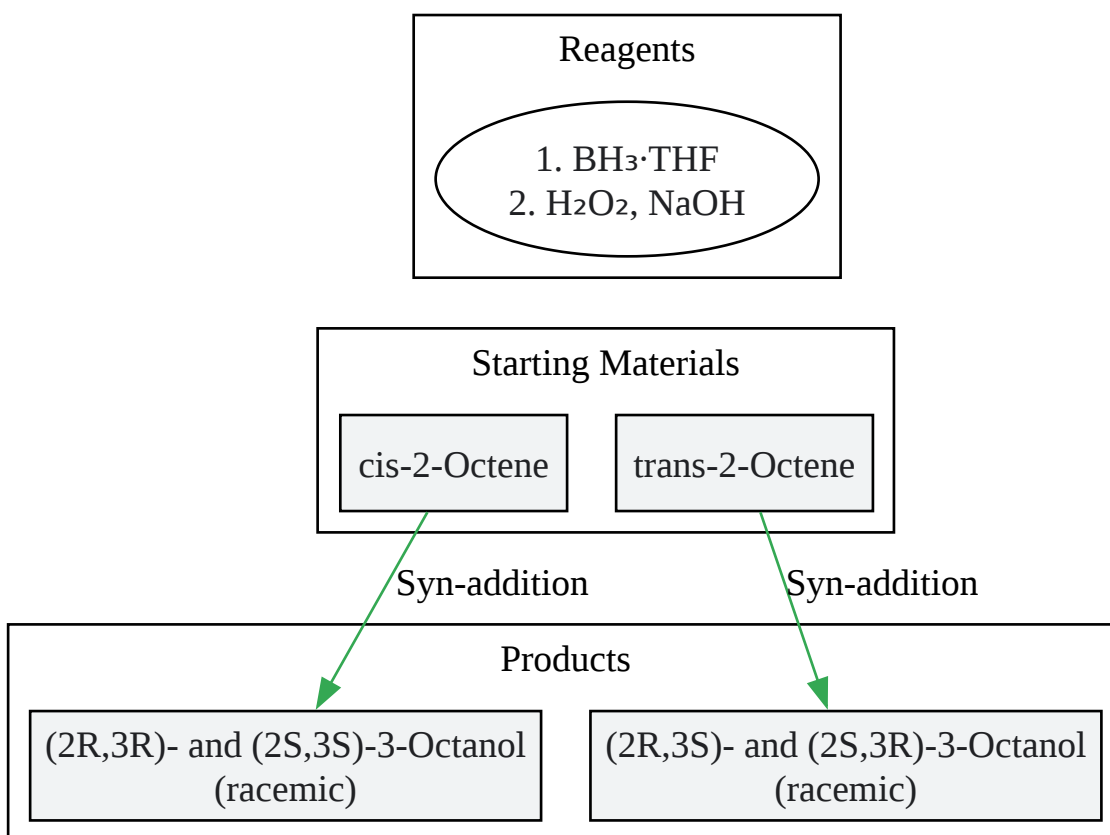 Reagents
1. BH₃·THF
2. H₂O₂, NaOH
Starting Materials
cis-2-Octene
trans-2-Octene
Syn-addition
Syn-addition
Products
(2R,3R)- and (2S,3S)-3-Octanol
(racemic)
(2R,3S)- and (2S,3R)-3-Octanol
(racemic)